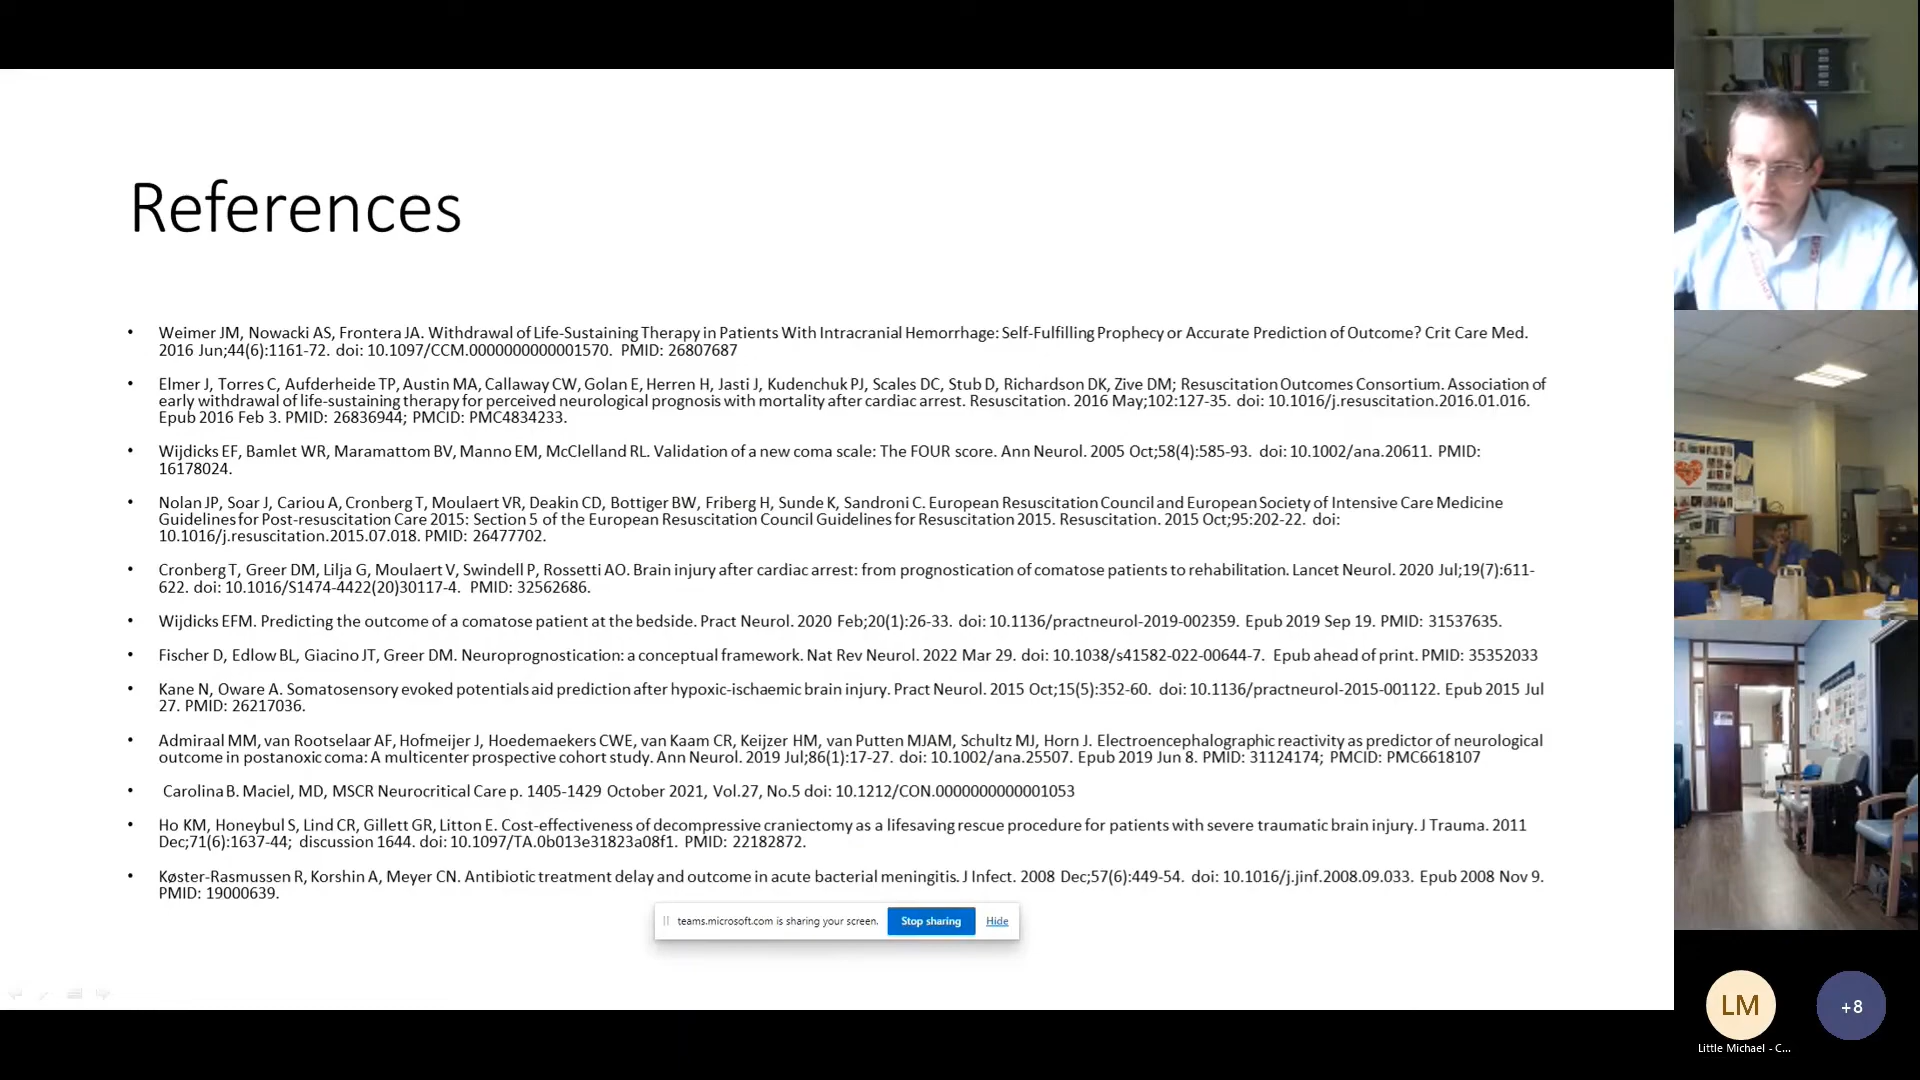 References
• Weimer JM, Nowacki AS, Frontera JA. Withdrawal of Life-Sustaining Therapy in Patients With Intracranial Hemorrhage: Self-Fulfilling Prophecy or Accurate Prediction of Outcome? Crit Care Med.
2016 Jun;44(6):1161-72. doi: 10.1097/CCM.0000000000001570. PMID: 26807687
• Elmer J, Torres C, Aufderheide TP, Austin MA, Callaway CW, Golan E, Herren H, Jasti J, Kudenchuk PJ, Scales DC, Stub D, Richardson DK, Zive DM; Resuscitation Outcomes Consortium. Association of
early withdrawal of life-sustaining therapy for perceived neurological prognosis with mortality after cardiac arrest. Resuscitation. 2016 May;102:127-35. doi: 10.1016/j.resuscitation.2016.01.016.
Epub 2016 Feb 3. PMID: 26836944; PMCID: PMC4834233.
• Wijdicks EF, Bamlet WR, Maramattom BV, Manno EM, McClelland RL. Validation of a new coma scale: The FOUR score. Ann Neurol. 2005 Oct;58(4):585-93. doi: 10.1002/ana.20611. PMID:
16178024.
• Nolan JP, Soar J, Cariou A, Cronberg T, Moulaert VR, Deakin CD, Bottiger BW, Friberg H, Sunde K, Sandroni C. European Resuscitation Council and European Society of Intensive Care Medicine
Guidelines for Post-resuscitation Care 2015: Section 5 of the European Resuscitation Council Guidelines for Resuscitation 2015. Resuscitation. 2015 Oct;95:202-22. doi:
10.1016/j.resuscitation.2015.07.018. PMID: 26477702.
• Cronberg T, Greer DM, Lilja G, Moulaert V, Swindell P, Rossetti AO. Brain injury after cardiac arrest: from prognostication of comatose patients to rehabilitation. Lancet Neurol. 2020 Jul;19(7):611-
622. doi: 10.1016/S1474-4422(20)30117-4. PMID: 32562686.
• Wijdicks EFM. Predicting the outcome of a comatose patient at the bedside. Pract Neurol. 2020 Feb;20(1):26-33. doi: 10.1136/practneurol-2019-002359. Epub 2019 Sep 19. PMID: 31537635.
• Fischer D, Edlow BL, Giacino JT, Greer DM. Neuroprognostication: a conceptual framework. Nat Rev Neurol. 2022 Mar 29. doi: 10.1038/s41582-022-00644-7. Epub ahead of print. PMID: 35352033
• Kane N, Oware A. Somatosensory evoked potentials aid prediction after hypoxic-ischaemic brain injury. Pract Neurol. 2015 Oct;15(5):352-60. doi: 10.1136/practneurol-2015-001122. Epub 2015 Jul
27. PMID: 26217036.
• Admiraal MM, van Rootselaar AF, Hofmeijer J, Hoedemaekers CWE, van Kaam CR, Keijzer HM, van Putten MJAM, Schultz MJ, Horn J. Electroencephalographic reactivity as predictor of neurological
outcome in postanoxic coma: A multicenter prospective cohort study. Ann Neurol. 2019 Jul;86(1):17-27. doi: 10.1002/ana.25507. Epub 2019 Jun 8. PMID: 31124174; PMCID: PMC6618107
• Carolina B. Maciel, MD, MSCR Neurocritical Care p. 1405-1429 October 2021, Vol.27, No.5 doi: 10.1212/CON.0000000000001053
• Ho KM, Honeybul S, Lind CR, Gillett GR, Litton E. Cost-effectiveness of decompressive craniectomy as a lifesaving rescue procedure for patients with severe traumatic brain injury. J Trauma. 2011
Dec;71(6):1637-44; discussion 1644. doi: 10.1097/TA.0b013e31823a08f1. PMID: 22182872.
• Køster-Rasmussen R, Korshin A, Meyer CN. Antibiotic treatment delay and outcome in acute bacterial meningitis. J Infect. 2008 Dec;57(6):449-54. doi: 10.1016/j.jinf.2008.09.033. Epub 2008 Nov 9.
PMID: 19000639.
teams.microsoft.com is sharing your screen. Stop sharing Hide
LM
+8
Little Michael - C...